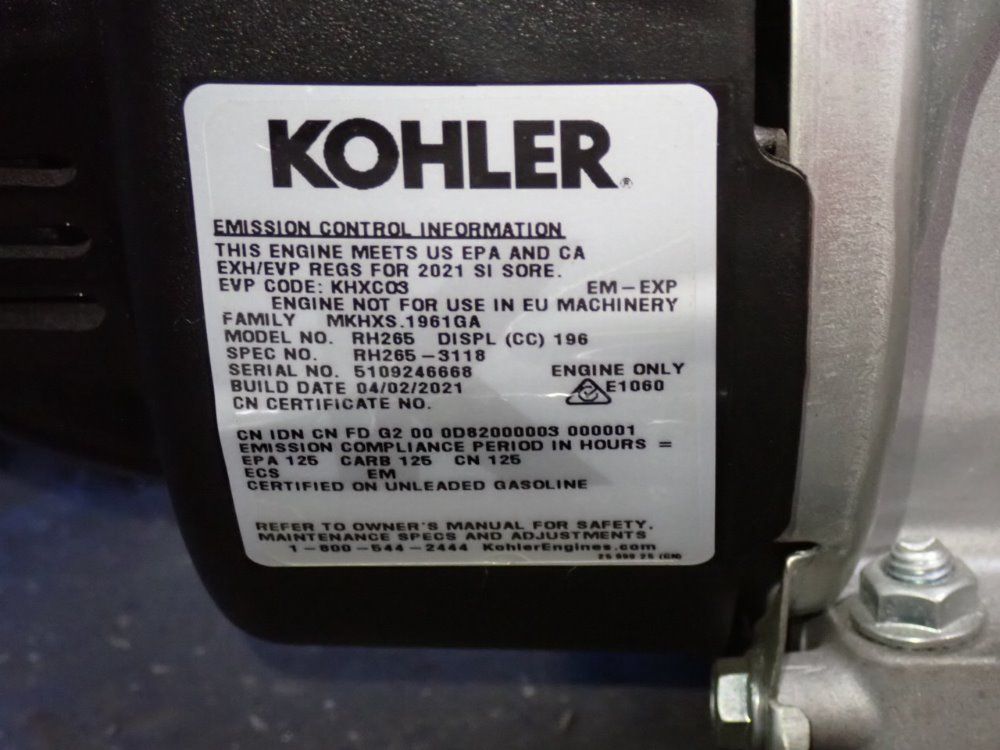 KOHLER®
EMISSION CONTROL INFORMATION
THIS ENGINE MEETS US EPA AND CA
EXH/EVP REGS FOR 2021 SI SORE.
EVP CODE: KHXC03 EM-EXP
ENGINE NOT FOR USE IN EU MACHINERY
FAMILY MKHXS.1961GA
MODEL NO. RH265 DISPL (CC) 196
SPEC NO. RH265-3118
SERIAL NO. 5109246668 ENGINE ONLY
BUILD DATE 04/02/2021 E1060
CN CERTIFICATE NO.
CN IDN CN FD G2 00 0D82000003 000001
EMISSION COMPLIANCE PERIOD IN HOURS =
EPA 125 CARB 125 CN 125
ECS EM
CERTIFIED ON UNLEADED GASOLINE
REFER TO OWNER'S MANUAL FOR SAFETY,
MAINTENANCE SPECS AND ADJUSTMENTS
1-800-544-2444 KohlerEngines.com